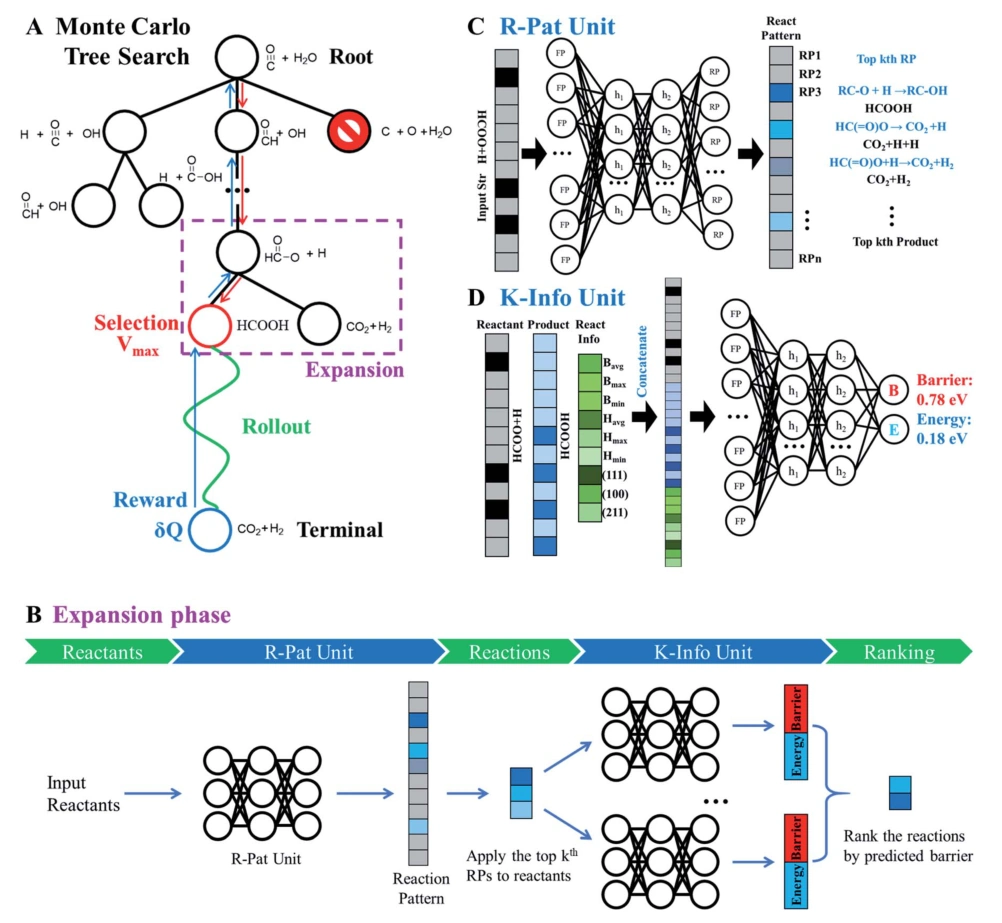 A Monte Carlo
Tree Search
C
O + H₂O
Root
H + C
O + OH
O
CH + OH
C + O + H₂O
O
CH + OH
O
H + C–OH
O
HC–O + H
Selection
Vmax
HCOOH
CO₂+H₂
Expansion
Rollout
Reward
δQ
CO₂+H₂
Terminal
C R-Pat Unit
Input Str
HCOO+H
FP
FP
FP
...
FP
FP
FP
h₁
h₁
h₁
...
h₁
h₂
h₂
h₂
...
h₂
RP
RP
RP
RP
...
RP
RP
React
Pattern
RP1
RP2
RP3
RPn
Top kth RP
RC-O + H →RC-OH
HCOOH
HC(=O)O → CO₂ +H
CO₂+H+H
HC(=O)O+H→CO₂+H₂
CO₂+H₂
Top kth Product
D K-Info Unit
Reactant
Product
React
Info
HCOO+H
HCOOH
Bavg
Bmax
Bmin
Havg
Hmax
Hmin
(111)
(100)
(211)
Concatenate
FP
FP
FP
...
FP
FP
FP
h₁
h₁
h₁
...
h₁
h₂
h₂
h₂
...
h₂
B
E
Barrier:
0.78 eV
Energy:
0.18 eV
B Expansion phase
Reactants
R-Pat Unit
Reactions
K-Info Unit
Ranking
Input
Reactants
R-Pat Unit
Reaction
Pattern
Apply the top kth
RPs to reactants
Energy Barrier
...
Energy Barrier
Rank the reactions
by predicted barrier